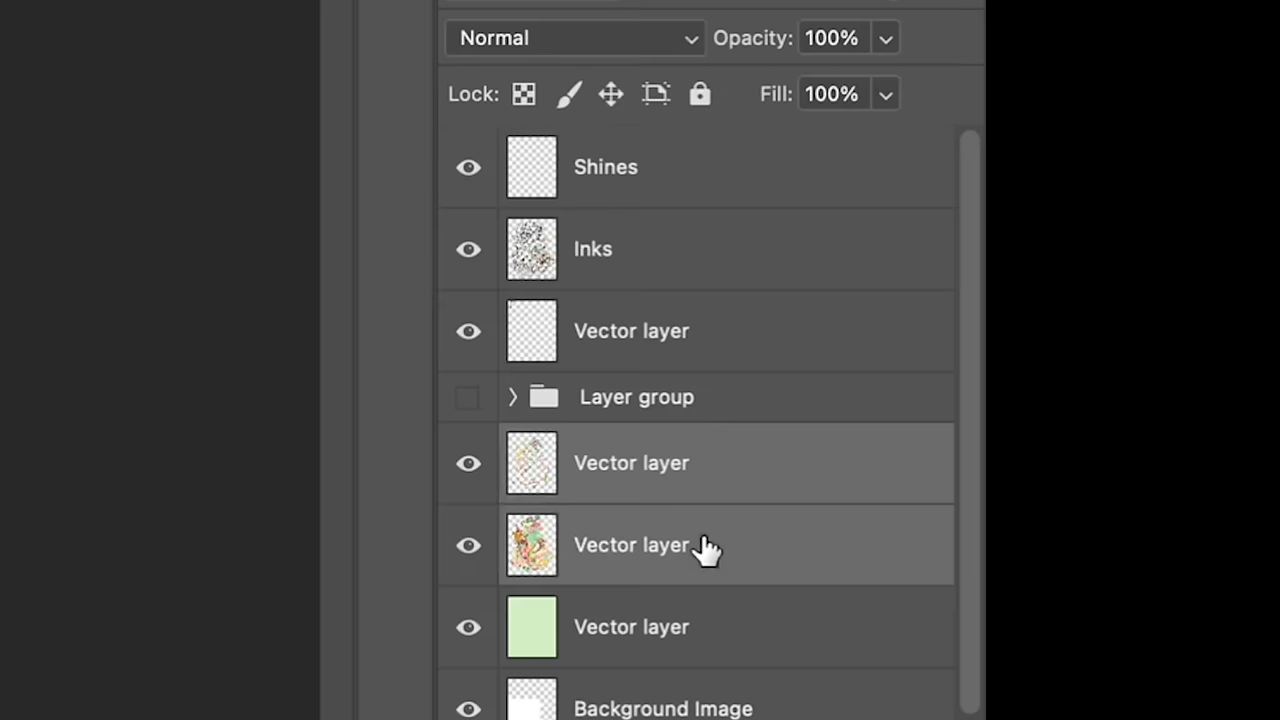 Normal Opacity: 100%
Lock: Fill: 100%
Shines
Inks
Vector layer
Layer group
Vector layer
Vector layer
Vector layer
Background Image